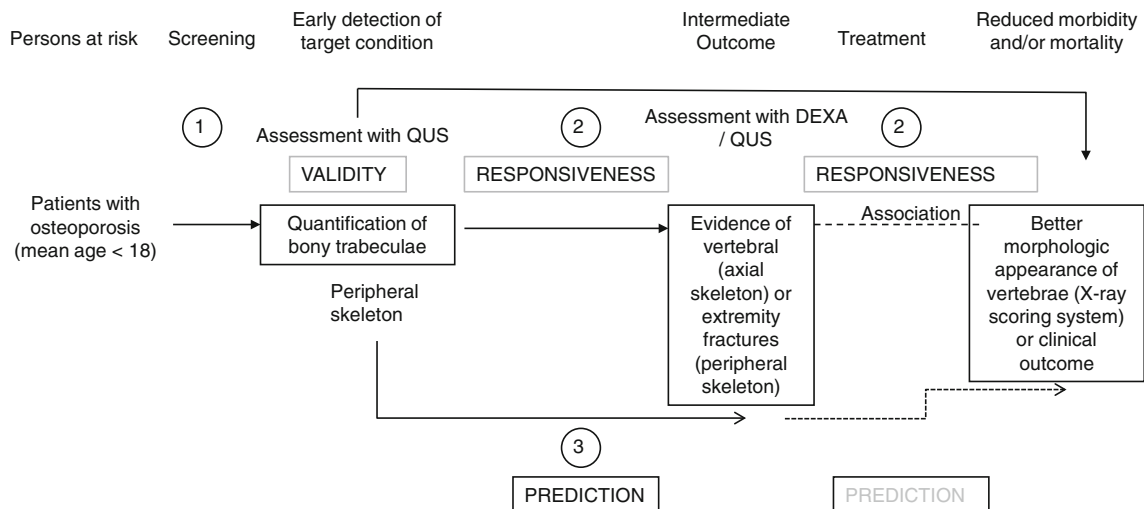 Persons at risk
Screening
Early detection of
target condition
Intermediate
Outcome
Treatment
Reduced morbidity
and/or mortality
1
Assessment with QUS
2
Assessment with DEXA
/ QUS
2
VALIDITY
RESPONSIVENESS
RESPONSIVENESS
Patients with
osteoporosis
(mean age < 18)
Quantification of
bony trabeculae
Peripheral
skeleton
Evidence of
vertebral
(axial
skeleton) or
extremity
fractures
(peripheral
skeleton)
Association
Better
morphologic
appearance of
vertebrae (X-ray
scoring system)
or clinical
outcome
3
PREDICTION
PREDICTION